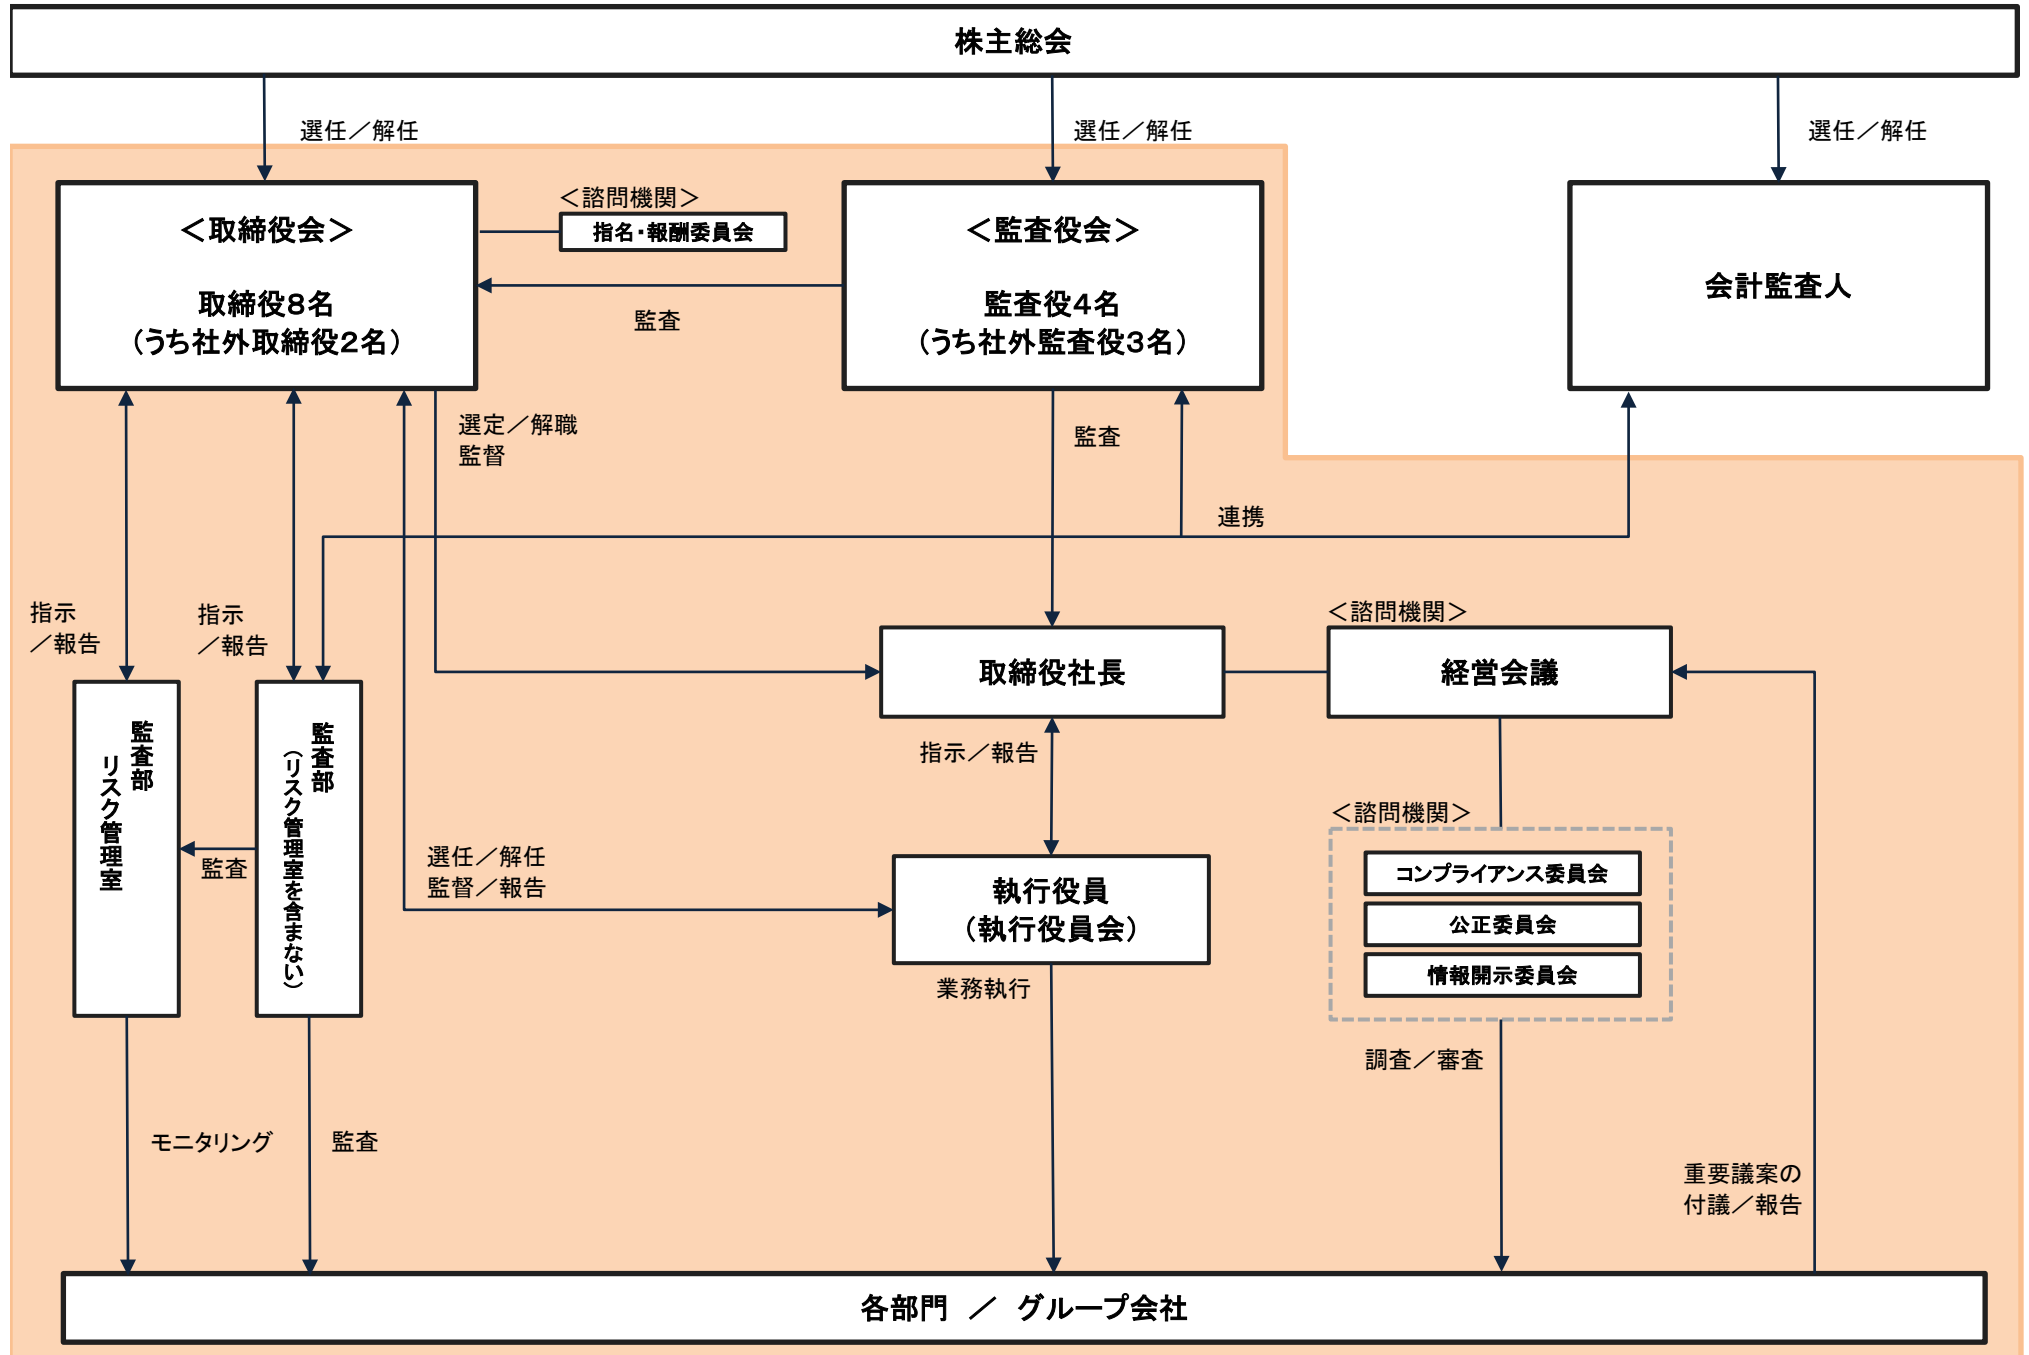 株主総会
選任／解任
選任／解任
選任／解任
＜取締役会＞
取締役８名
（うち社外取締役２名）
＜諮問機関＞
指名・報酬委員会
監査
＜監査役会＞
監査役４名
（うち社外監査役３名）
会計監査人
選定／解職
監督
監査
連携
指示
／報告
指示
／報告
取締役社長
＜諮問機関＞
経営会議
監査部
リスク管理室
監査部
（リスク管理室を含まない）
監査
指示／報告
選任／解任
監督／報告
執行役員
（執行役員会）
業務執行
＜諮問機関＞
コンプライアンス委員会
公正委員会
情報開示委員会
調査／審査
モニタリング
監査
重要議案の
付議／報告
各部門　／　グループ会社